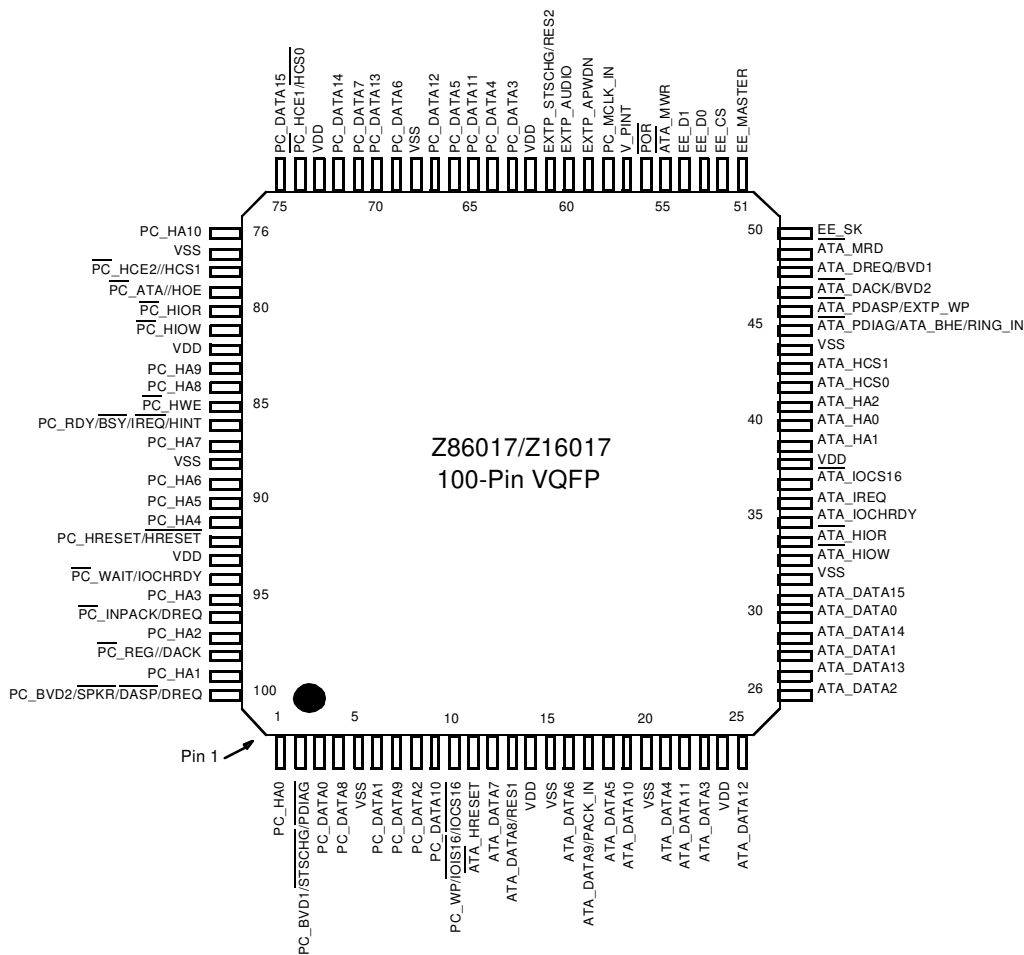 PC_DATA15
PC_HCE1/HCS0
VDD
PC_DATA14
PC_DATA7
PC_DATA13
PC_DATA6
VSS
PC_DATA12
PC_DATA5
PC_DATA11
PC_DATA4
PC_DATA3
VDD
EXTP_STSCHG/RES2
EXTP_AUDIO
EXTP_APWDN
PC_MCLK_IN
V_PINT
POR
ATA_MWR
EE_D1
EE_D0
EE_CS
EE_MASTER
75
70
65
60
55
51
PC_HA10
VSS
PC_HCE2//HCS1
PC_ATA//HOE
PC_HIOR
PC_HIOW
VDD
PC_HA9
PC_HA8
PC_HWE
PC_RDY/BSY/IREQ/HINT
PC_HA7
VSS
PC_HA6
PC_HA5
PC_HA4
PC_HRESET/HRESET
VDD
PC_WAIT/IOCHRDY
PC_HA3
PC_INPACK/DREQ
PC_HA2
PC_REG//DACK
PC_HA1
PC_BVD2/SPKR/DASP/DREQ
76
80
85
90
95
100
Z86017/Z16017
100-Pin VQFP
50
45
40
35
30
26
EE_SK
ATA_MRD
ATA_DREQ/BVD1
ATA_DACK/BVD2
ATA_PDASP/EXTP_WP
ATA_PDIAG/ATA_BHE/RING_IN
VSS
ATA_HCS1
ATA_HCS0
ATA_HA2
ATA_HA0
ATA_HA1
VDD
ATA_IOCS16
ATA_IREQ
ATA_IOCHRDY
ATA_HIOR
ATA_HIOW
VSS
ATA_DATA15
ATA_DATA0
ATA_DATA14
ATA_DATA1
ATA_DATA13
ATA_DATA2
1
5
10
15
20
25
Pin 1
PC_HA0
PC_BVD1/STSCHG/PDIAG
PC_DATA0
PC_DATA8
VSS
PC_DATA1
PC_DATA9
PC_DATA2
PC_DATA10
PC_WP/IOIS16/IOCS16
ATA_HRESET
ATA_DATA7
ATA_DATA8/RES1
VDD
VSS
ATA_DATA6
ATA_DATA9/PACK_IN
ATA_DATA5
ATA_DATA10
VSS
ATA_DATA4
ATA_DATA11
ATA_DATA3
VDD
ATA_DATA12